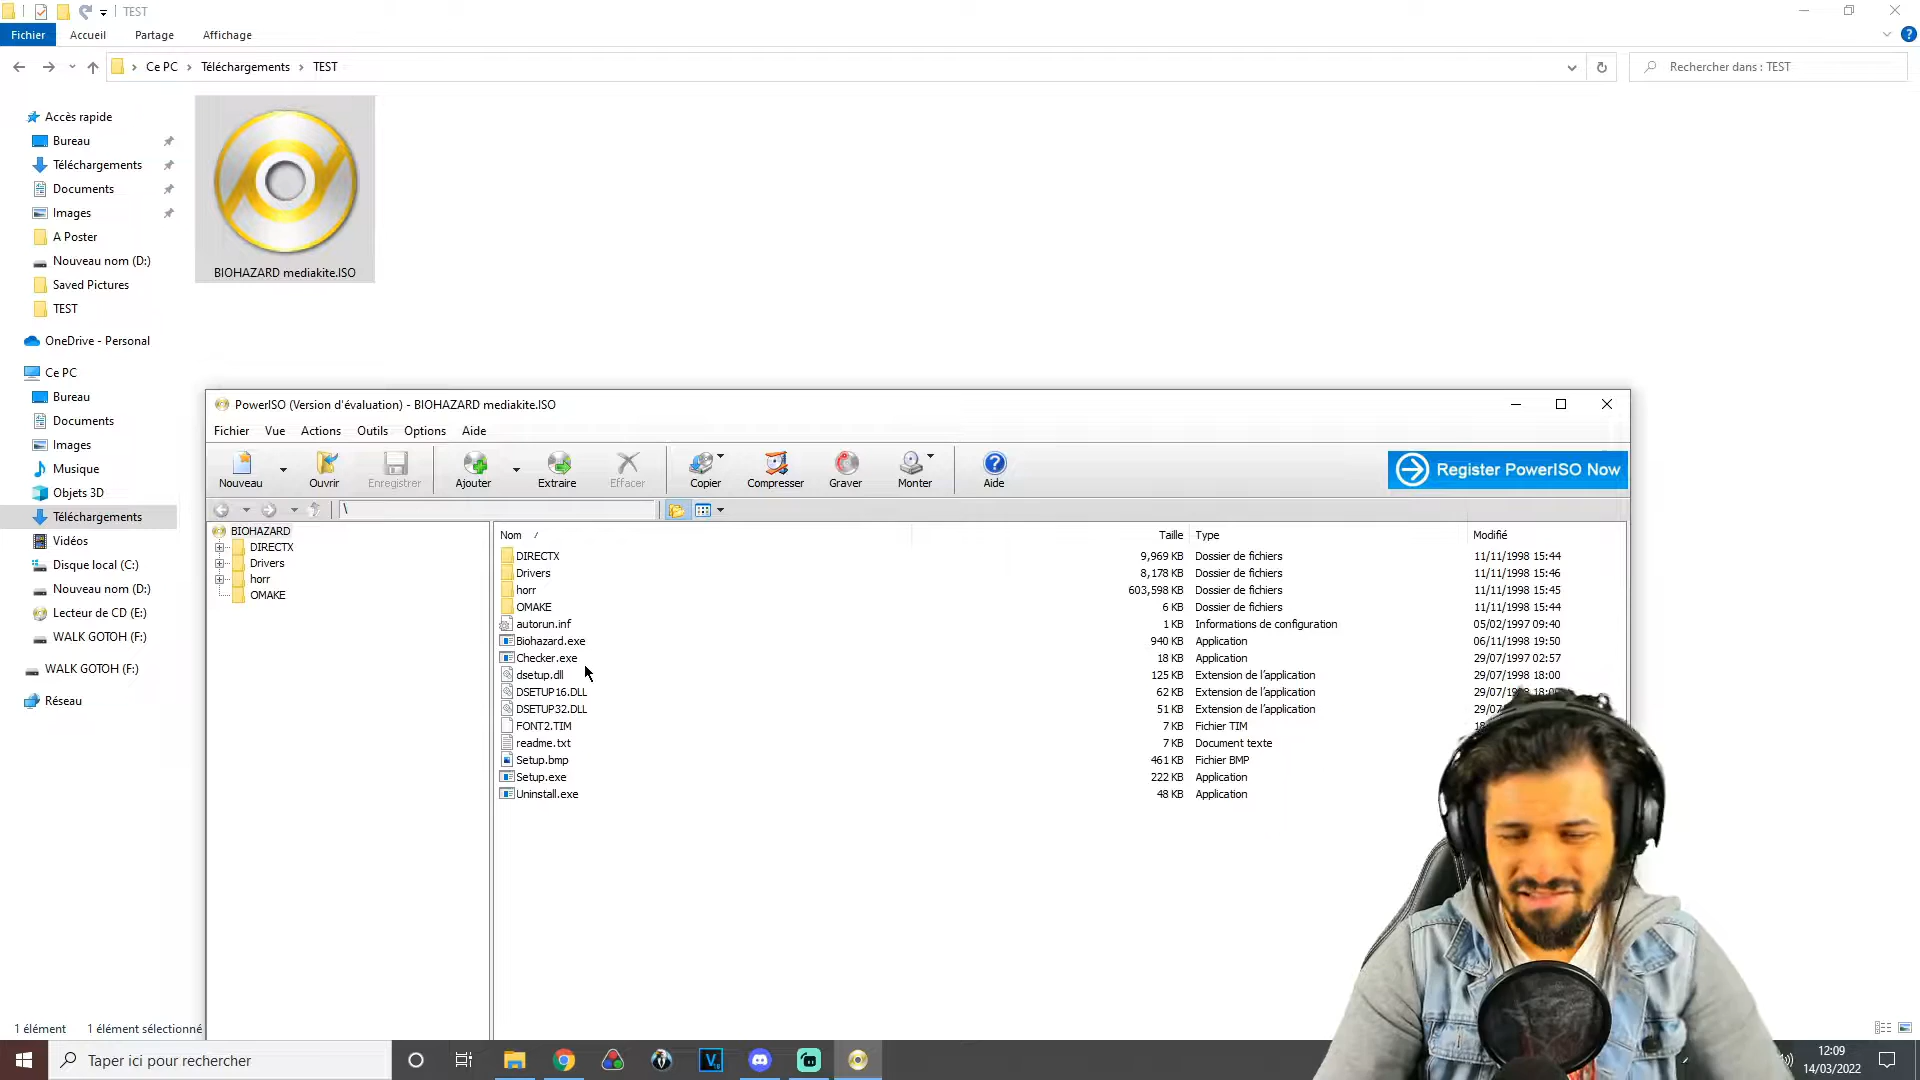 TEST
Fichier Accueil Partage Affichage
Ce PC Téléchargements TEST
Rechercher dans : TEST
Accès rapide
Bureau
Téléchargements
Documents
Images
A Poster
Nouveau nom (D:)
Saved Pictures
TEST
OneDrive - Personal
Ce PC
Bureau
Documents
Images
Musique
Objets 3D
Téléchargements
Vidéos
Disque local (C:)
Nouveau nom (D:)
Lecteur de CD (E:)
WALK GOTOH (F:)
WALK GOTOH (F:)
Réseau
BIOHAZARD mediakite.ISO
PowerISO (Version d'évaluation) - BIOHAZARD mediakite.ISO
Fichier Vue Actions Outils Options Aide
Nouveau Ouvrir Enregistrer Ajouter Extraire Effacer Copier Compresser Graver Monter Aide
Register PowerISO Now
\
BIOHAZARD
DIRECTX
Drivers
horr
OMAKE
Nom Taille Type Modifié
DIRECTX 9,969 KB Dossier de fichiers 11/11/1998 15:44
Drivers 8,178 KB Dossier de fichiers 11/11/1998 15:46
horr 603,598 KB Dossier de fichiers 11/11/1998 15:45
OMAKE 6 KB Dossier de fichiers 11/11/1998 15:44
autorun.inf 1 KB Informations de configuration 05/02/1997 09:40
Biohazard.exe 940 KB Application 06/11/1998 19:50
Checker.exe 18 KB Application 29/07/1997 02:57
dsetup.dll 125 KB Extension de l'application 29/07/1998 18:00
DSETUP16.DLL 62 KB Extension de l'application 29/07/1998 18:00
DSETUP32.DLL 51 KB Extension de l'application 29/07
FONT2.TIM 7 KB Fichier TIM
readme.txt 7 KB Document texte
Setup.bmp 461 KB Fichier BMP
Setup.exe 222 KB Application
Uninstall.exe 48 KB Application
1 élément 1 élément sélectionné
Taper ici pour rechercher
12:09
14/03/2022